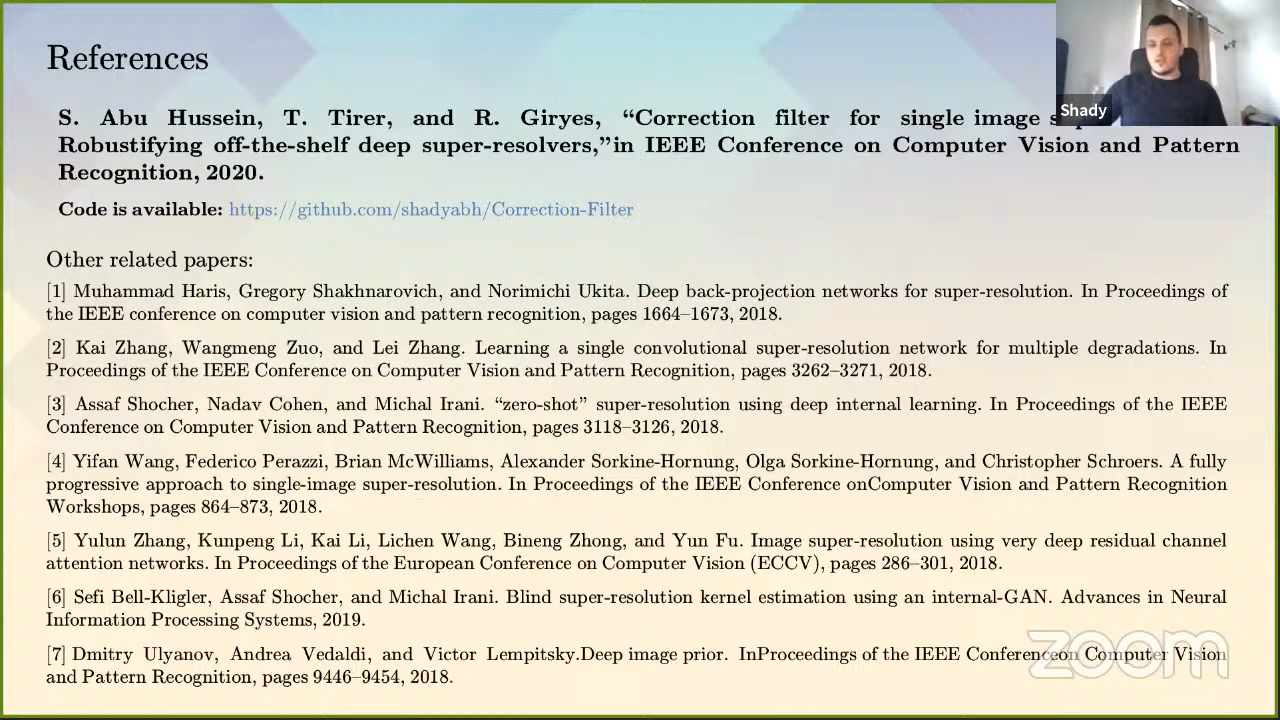 References
S. Abu Hussein, T. Tirer, and R. Giryes, “Correction filter for single image
Robustifying off-the-shelf deep super-resolvers,”in IEEE Conference on Computer Vision and Pattern
Recognition, 2020.
Code is available: https://github.com/shadyabh/Correction-Filter
Other related papers:
[1] Muhammad Haris, Gregory Shakhnarovich, and Norimichi Ukita. Deep back-projection networks for super-resolution. In Proceedings of
the IEEE conference on computer vision and pattern recognition, pages 1664–1673, 2018.
[2] Kai Zhang, Wangmeng Zuo, and Lei Zhang. Learning a single convolutional super-resolution network for multiple degradations. In
Proceedings of the IEEE Conference on Computer Vision and Pattern Recognition, pages 3262–3271, 2018.
[3] Assaf Shocher, Nadav Cohen, and Michal Irani. “zero-shot” super-resolution using deep internal learning. In Proceedings of the IEEE
Conference on Computer Vision and Pattern Recognition, pages 3118–3126, 2018.
[4] Yifan Wang, Federico Perazzi, Brian McWilliams, Alexander Sorkine-Hornung, Olga Sorkine-Hornung, and Christopher Schroers. A fully
progressive approach to single-image super-resolution. In Proceedings of the IEEE Conference onComputer Vision and Pattern Recognition
Workshops, pages 864–873, 2018.
[5] Yulun Zhang, Kunpeng Li, Kai Li, Lichen Wang, Bineng Zhong, and Yun Fu. Image super-resolution using very deep residual channel
attention networks. In Proceedings of the European Conference on Computer Vision (ECCV), pages 286–301, 2018.
[6] Sefi Bell-Kligler, Assaf Shocher, and Michal Irani. Blind super-resolution kernel estimation using an internal-GAN. Advances in Neural
Information Processing Systems, 2019.
[7] Dmitry Ulyanov, Andrea Vedaldi, and Victor Lempitsky.Deep image prior. InProceedings of the IEEE Conferenceon Computer Vision
and Pattern Recognition, pages 9446–9454, 2018.
Shady
zoom